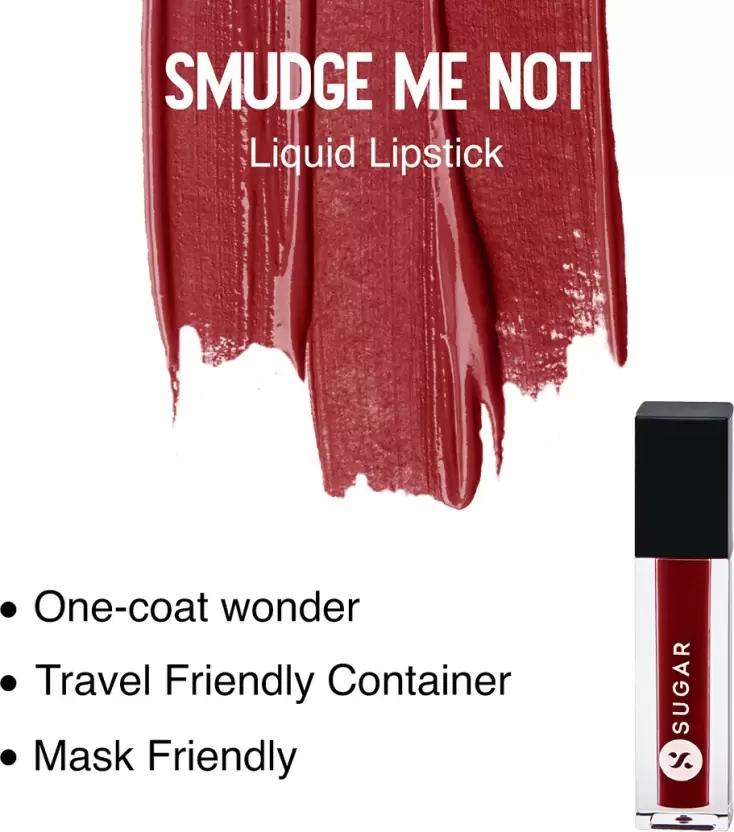 SMUDGE ME NOT
Liquid Lipstick
• One-coat wonder
• Travel Friendly Container
• Mask Friendly
SUGAR